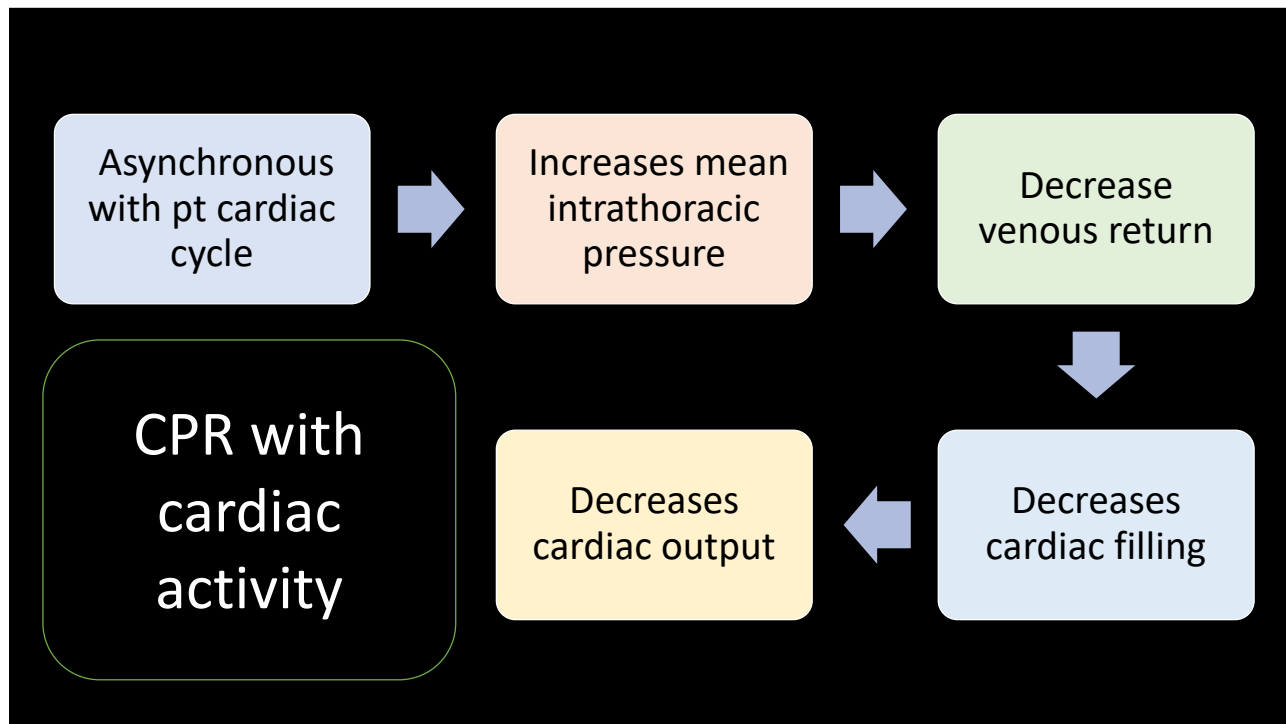 Asynchronous
with pt cardiac
cycle
Increases mean
intrathoracic
pressure
Decrease
venous return
Decreases
cardiac filling
Decreases
cardiac output
CPR with
cardiac
activity